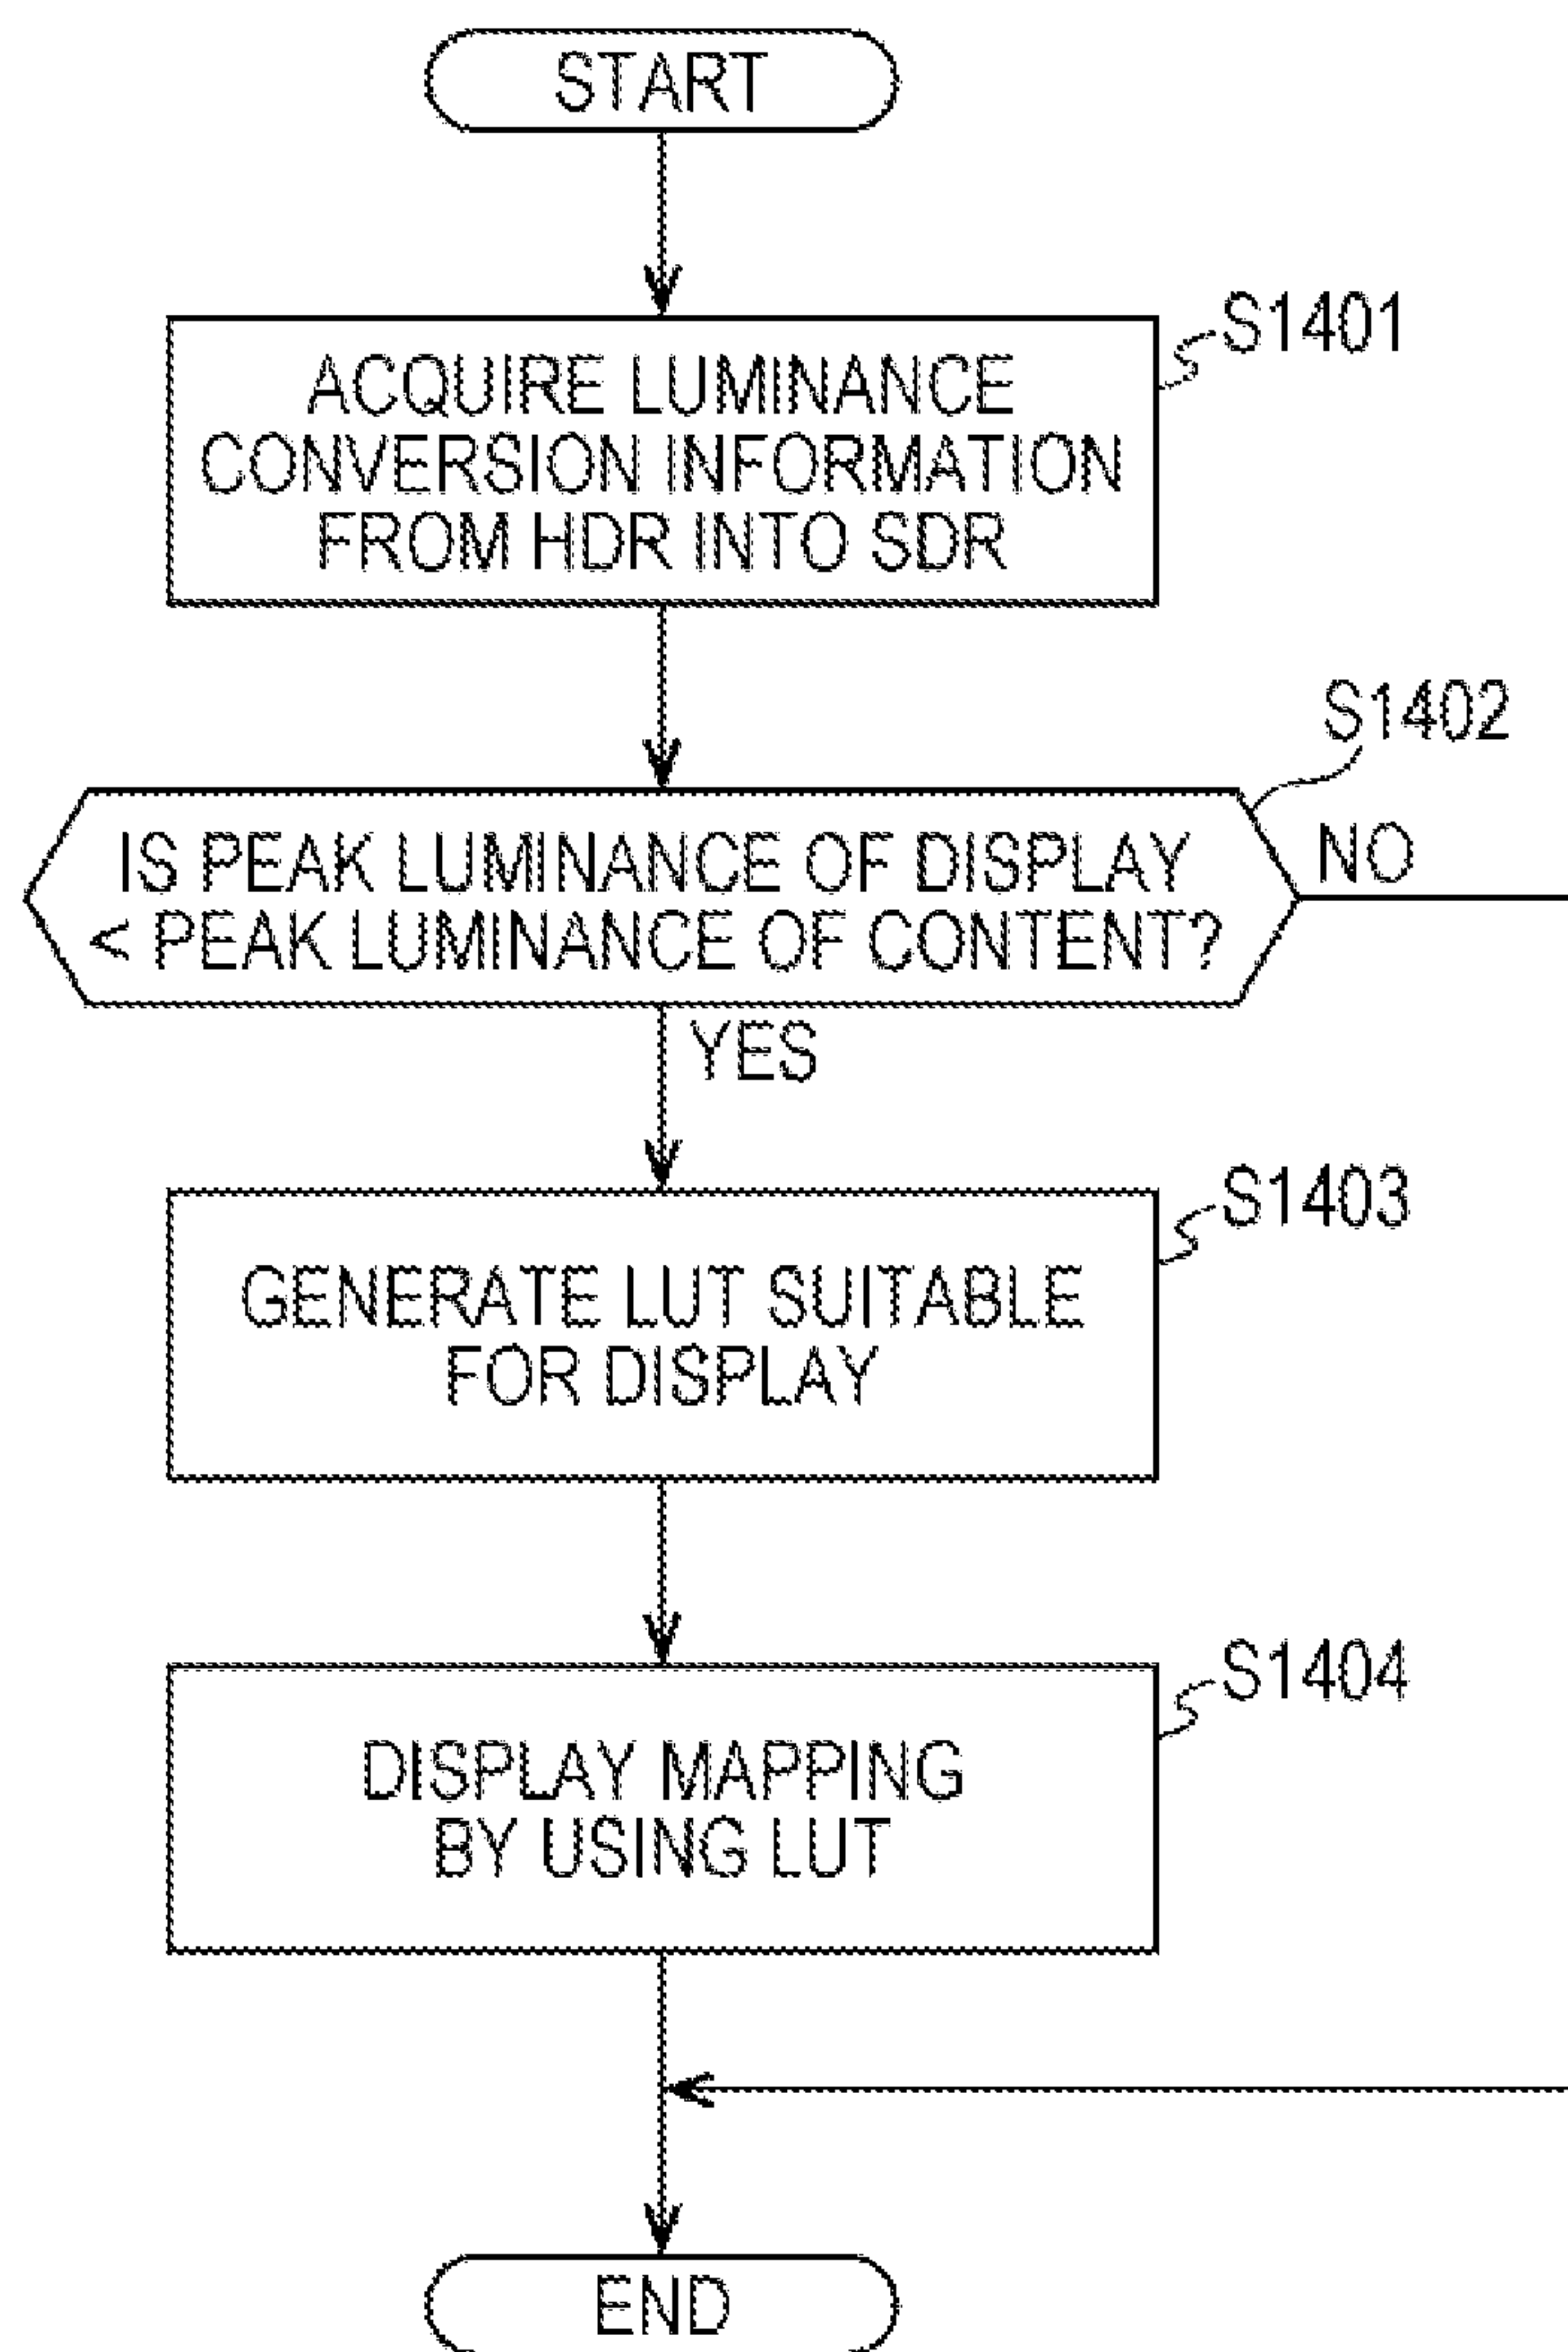 START
S1401
ACQUIRE LUMINANCE
CONVERSION INFORMATION
FROM HDR INTO SDR
S1402
IS PEAK LUMINANCE OF DISPLAY
< PEAK LUMINANCE OF CONTENT?
NO
YES
S1403
GENERATE LUT SUITABLE
FOR DISPLAY
S1404
DISPLAY MAPPING
BY USING LUT
END